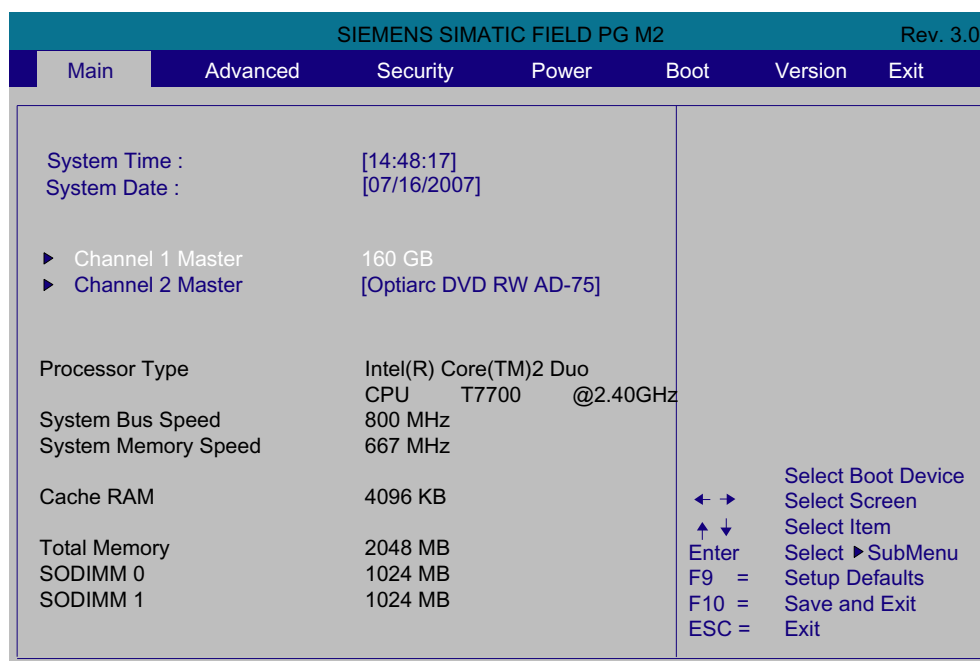 SIEMENS SIMATIC FIELD PG M2 Rev. 3.0
Main Advanced Security Power Boot Version Exit
System Time : [14:48:17]
System Date : [07/16/2007]
Channel 1 Master 160 GB
Channel 2 Master [Optiarc DVD RW AD-75]
Processor Type Intel(R) Core(TM)2 Duo
CPU T7700 @2.40GHz
System Bus Speed 800 MHz
System Memory Speed 667 MHz
Cache RAM 4096 KB
Total Memory 2048 MB
SODIMM 0 1024 MB
SODIMM 1 1024 MB
Select Boot Device
← → Select Screen
↑ ↓ Select Item
Enter Select ▶ SubMenu
F9 = Setup Defaults
F10 = Save and Exit
ESC = Exit